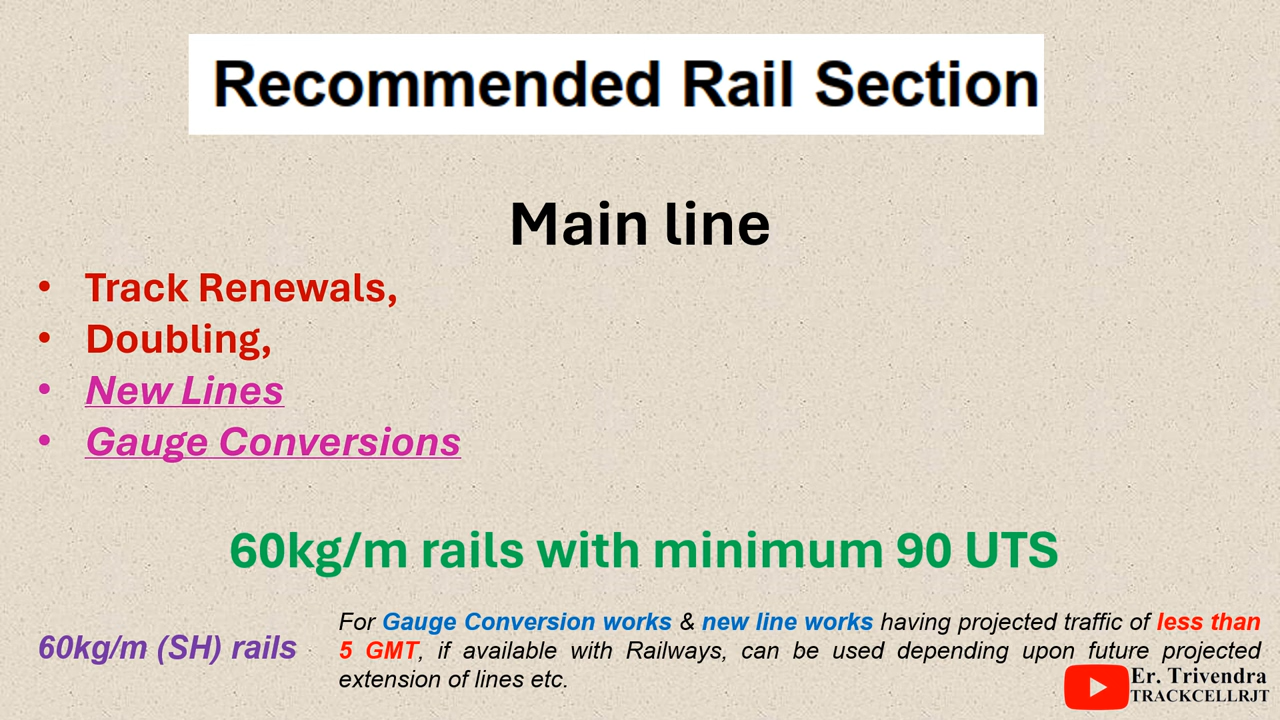 Recommended Rail Section
Main line
• Track Renewals,
• Doubling,
• New Lines
• Gauge Conversions
60kg/m rails with minimum 90 UTS
60kg/m (SH) rails
For Gauge Conversion works & new line works having projected traffic of less than
5 GMT, if available with Railways, can be used depending upon future projected
extension of lines etc.
Er. Trivendra
TRACKCELLRJT